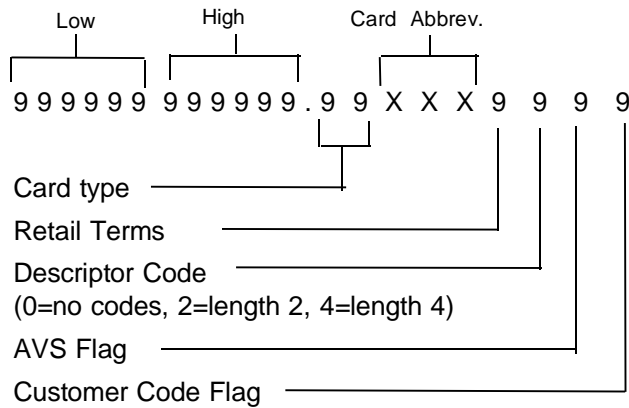 Low High Card Abbrev.
999999 999999.99XXX9999
Card type
Retail Terms
Descriptor Code
(0=no codes, 2=length 2, 4=length 4)
AVS Flag
Customer Code Flag